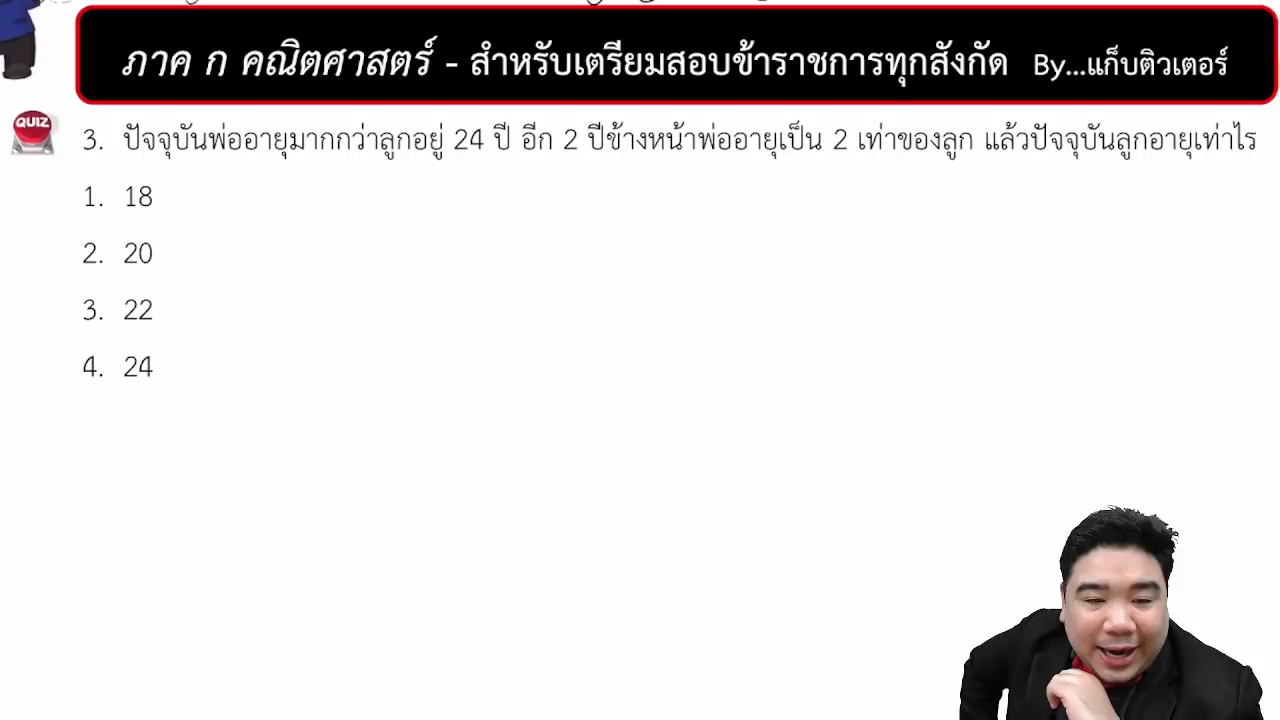 ภาค ก คณิตศาสตร์ - สำหรับเตรียมสอบข้าราชการทุกสังกัด By...แก็บติวเตอร์
QUIZ
3. ปัจจุบันพ่ออายุมากกว่าลูกอยู่ 24 ปี อีก 2 ปีข้างหน้าพ่ออายุเป็น 2 เท่าของลูก แล้วปัจจุบันลูกอายุเท่าไร
1. 18
2. 20
3. 22
4. 24